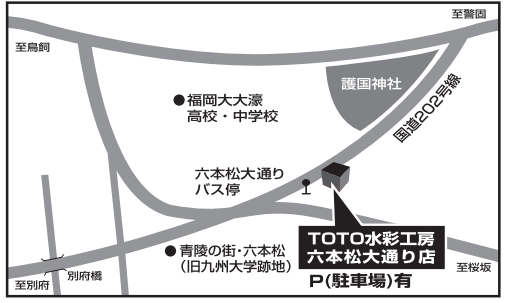 至警固
至鳥飼
護国神社
●福岡大大濠
高校・中学校
国道202号線
六本松大通り
バス停
TOTO水彩工房
六本松大通り店
●青陵の街・六本松
(旧九州大学跡地)
至桜坂
別府橋
至別府
P(駐車場)有